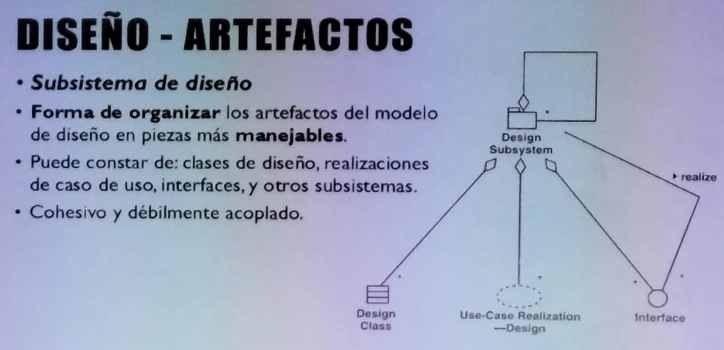 DISEÑO - ARTEFACTOS
• Subsistema de diseño
• Forma de organizar los artefactos del modelo
de diseño en piezas más manejables.
• Puede constar de: clases de diseño, realizaciones
de caso de uso, interfaces, y otros subsistemas.
• Cohesivo y débilmente acoplado.
*
Design
Subsystem
realize
* * * *
Design
Class
Use-Case Realization
—Design
Interface